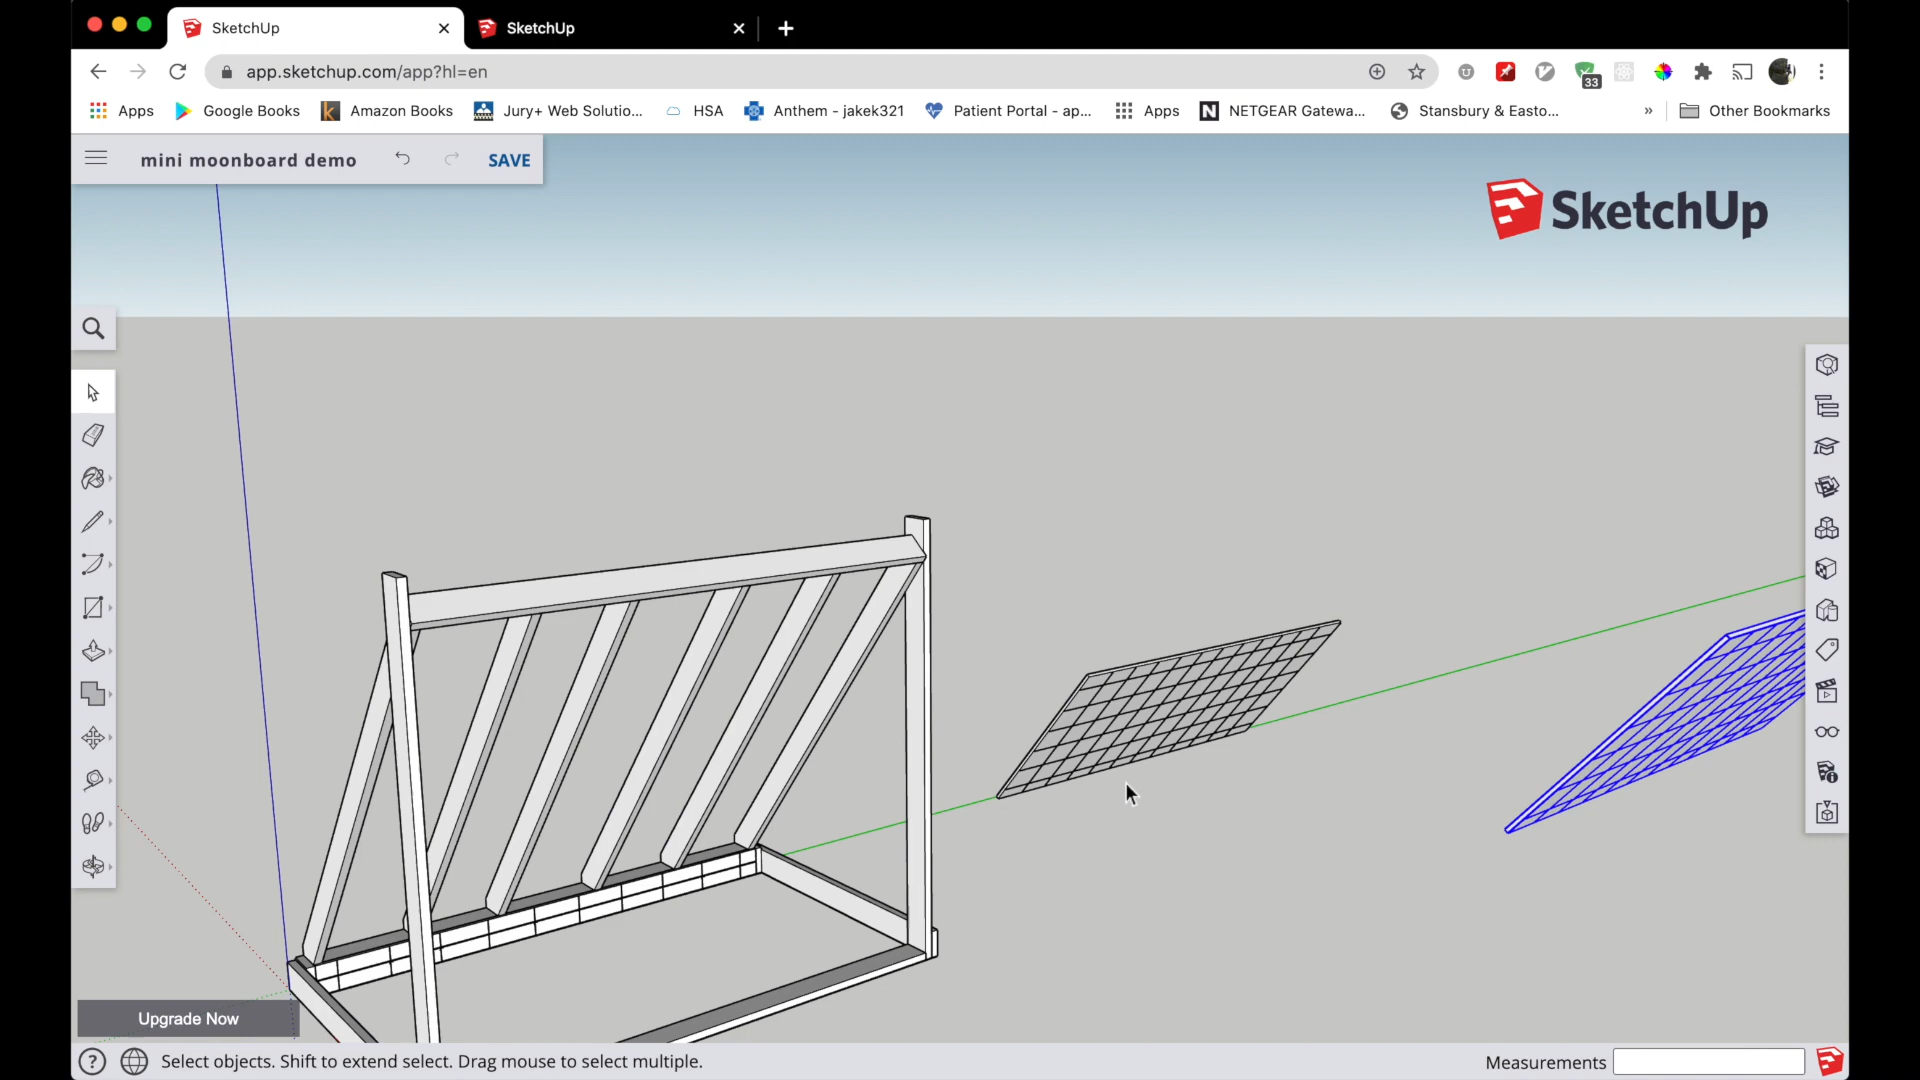 SketchUp
SketchUp
app.sketchup.com/app?hl=en
33
Apps
Google Books
Amazon Books
Jury+ Web Solutio...
HSA
Anthem - jakek321
Patient Portal - ap...
Apps
NETGEAR Gatewa...
Stansbury & Easto...
»
Other Bookmarks
mini moonboard demo
SAVE
SketchUp
Upgrade Now
Select objects. Shift to extend select. Drag mouse to select multiple.
Measurements